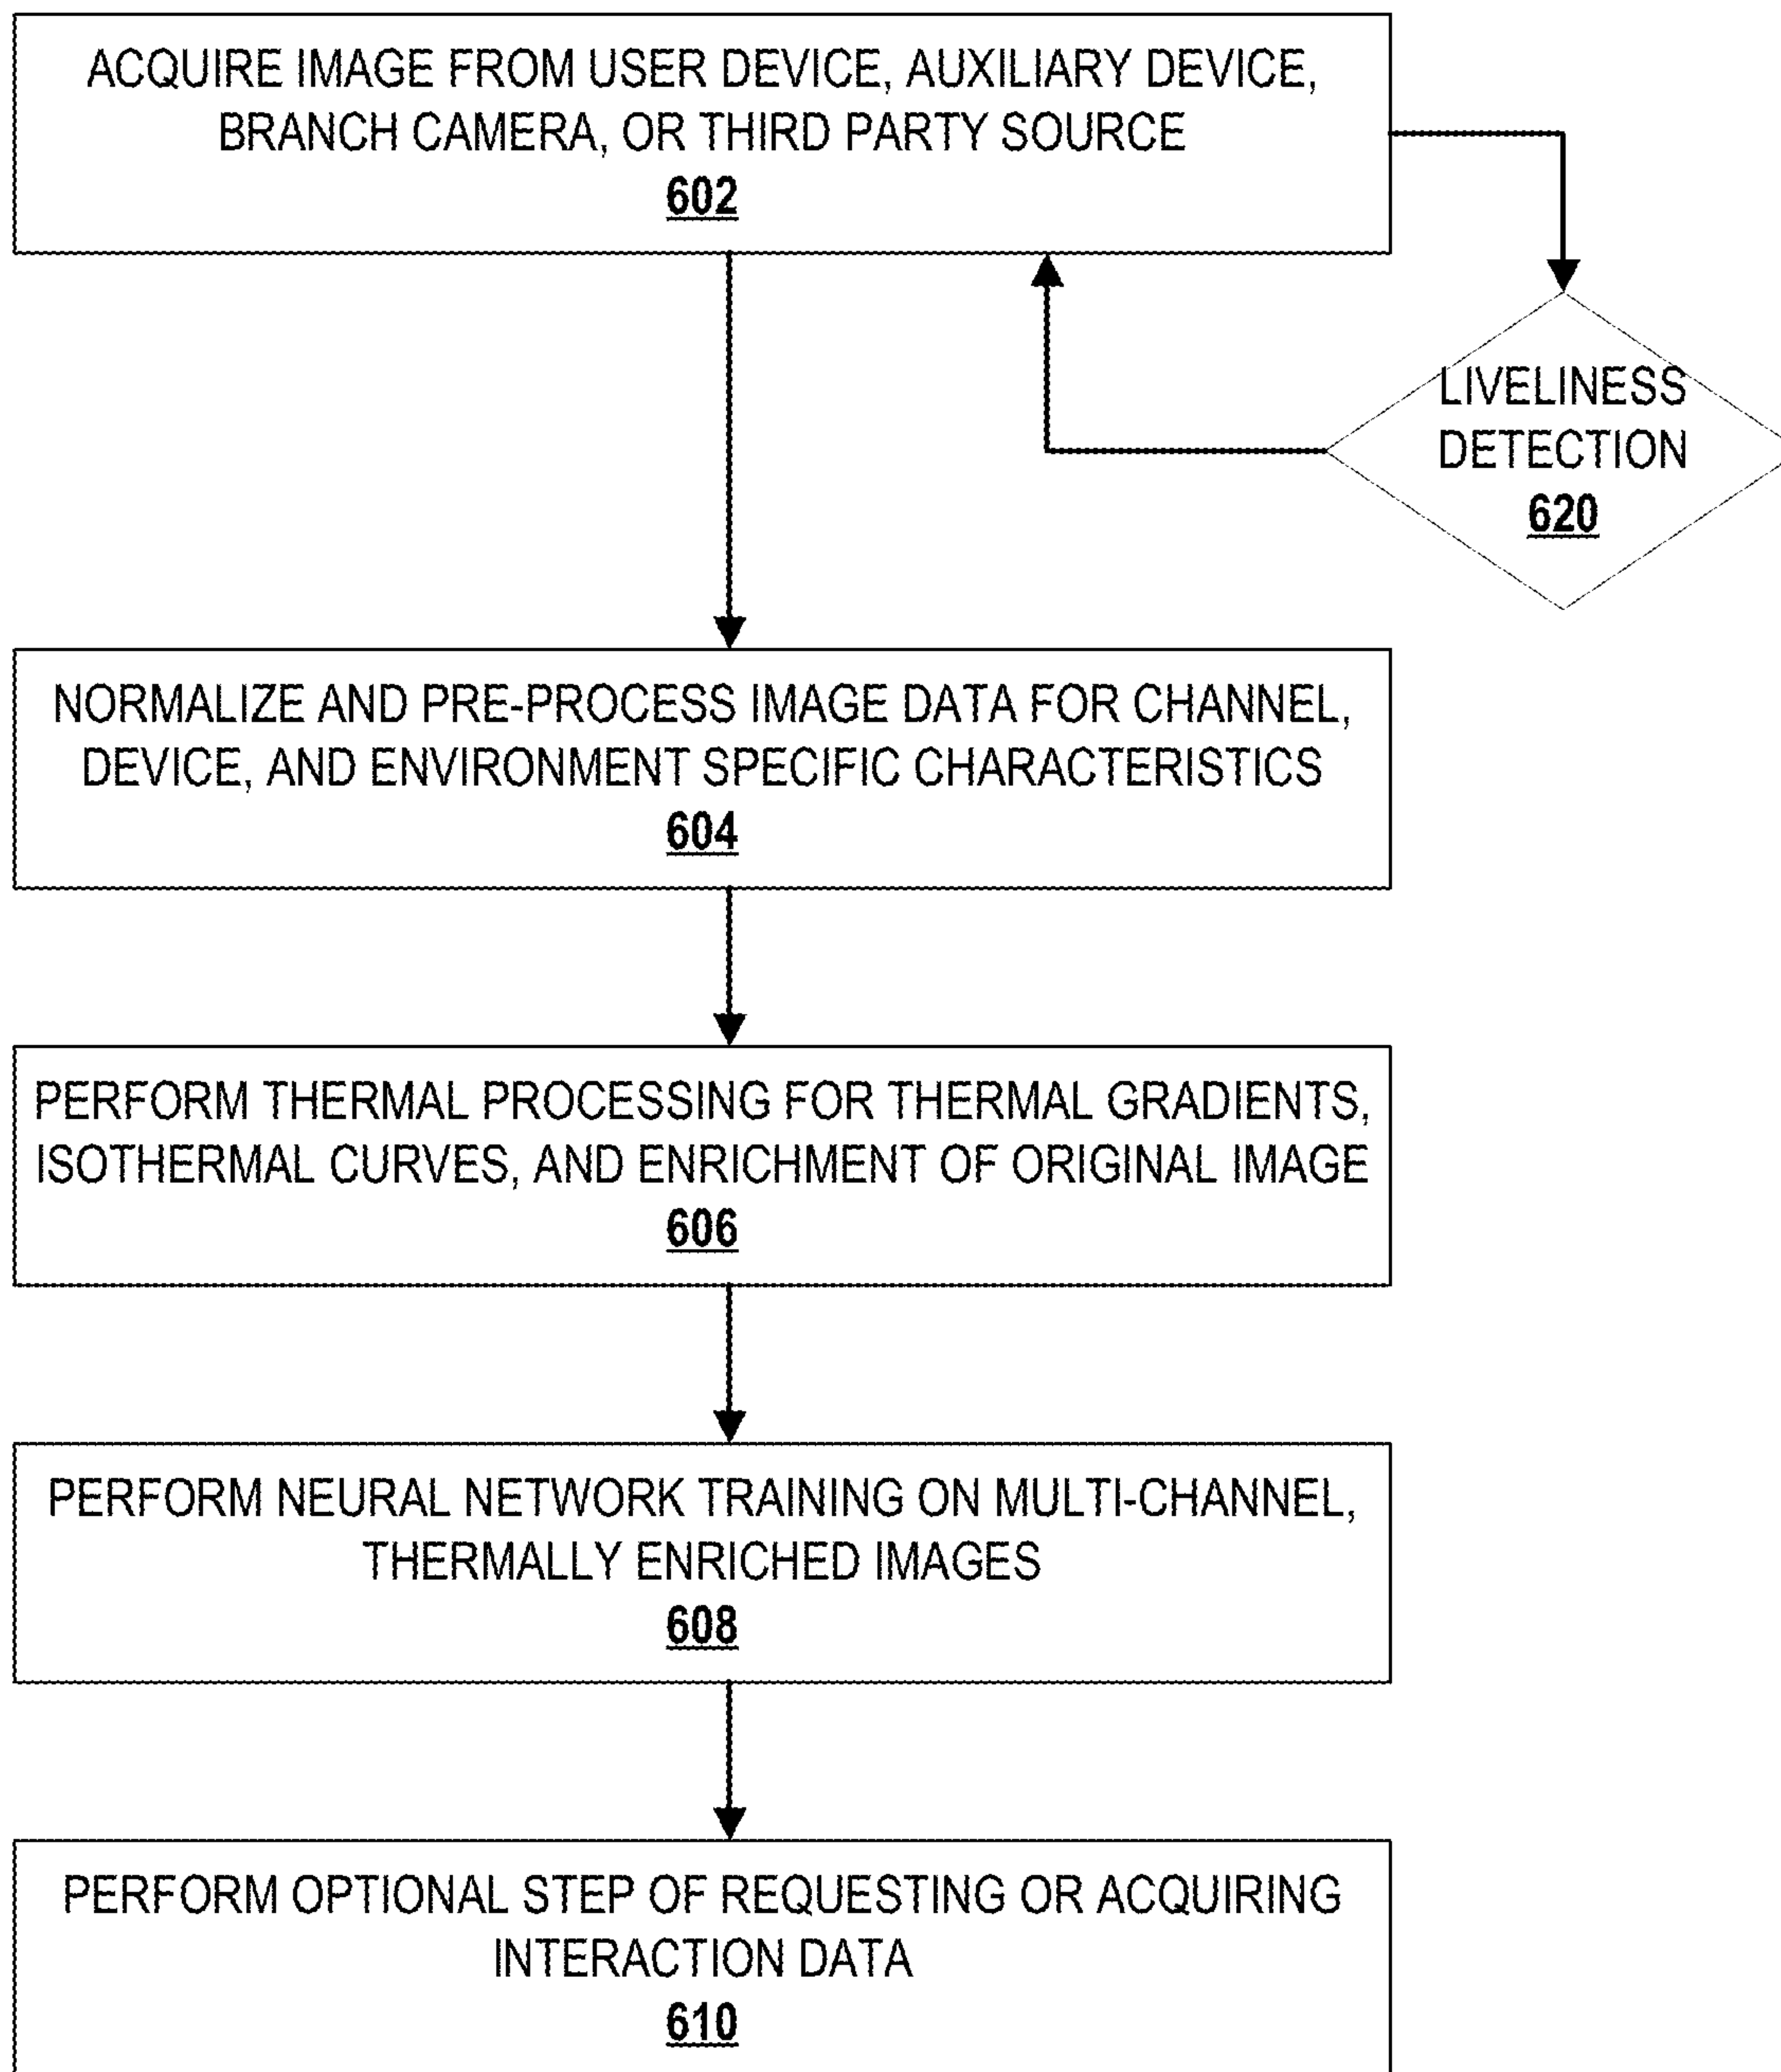 ACQUIRE IMAGE FROM USER DEVICE, AUXILIARY DEVICE,
BRANCH CAMERA, OR THIRD PARTY SOURCE
602
LIVELINESS
DETECTION
620
NORMALIZE AND PRE-PROCESS IMAGE DATA FOR CHANNEL,
DEVICE, AND ENVIRONMENT SPECIFIC CHARACTERISTICS
604
PERFORM THERMAL PROCESSING FOR THERMAL GRADIENTS,
ISOTHERMAL CURVES, AND ENRICHMENT OF ORIGINAL IMAGE
606
PERFORM NEURAL NETWORK TRAINING ON MULTI-CHANNEL,
THERMALLY ENRICHED IMAGES
608
PERFORM OPTIONAL STEP OF REQUESTING OR ACQUIRING
INTERACTION DATA
610